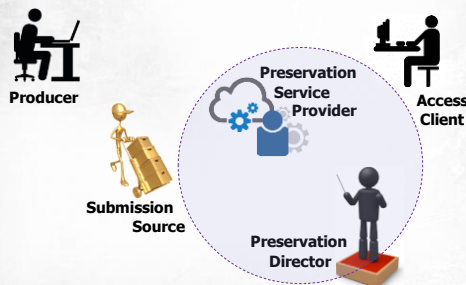 Producer
Preservation
Service
Provider
Access
Client
Submission
Source
Preservation
Director